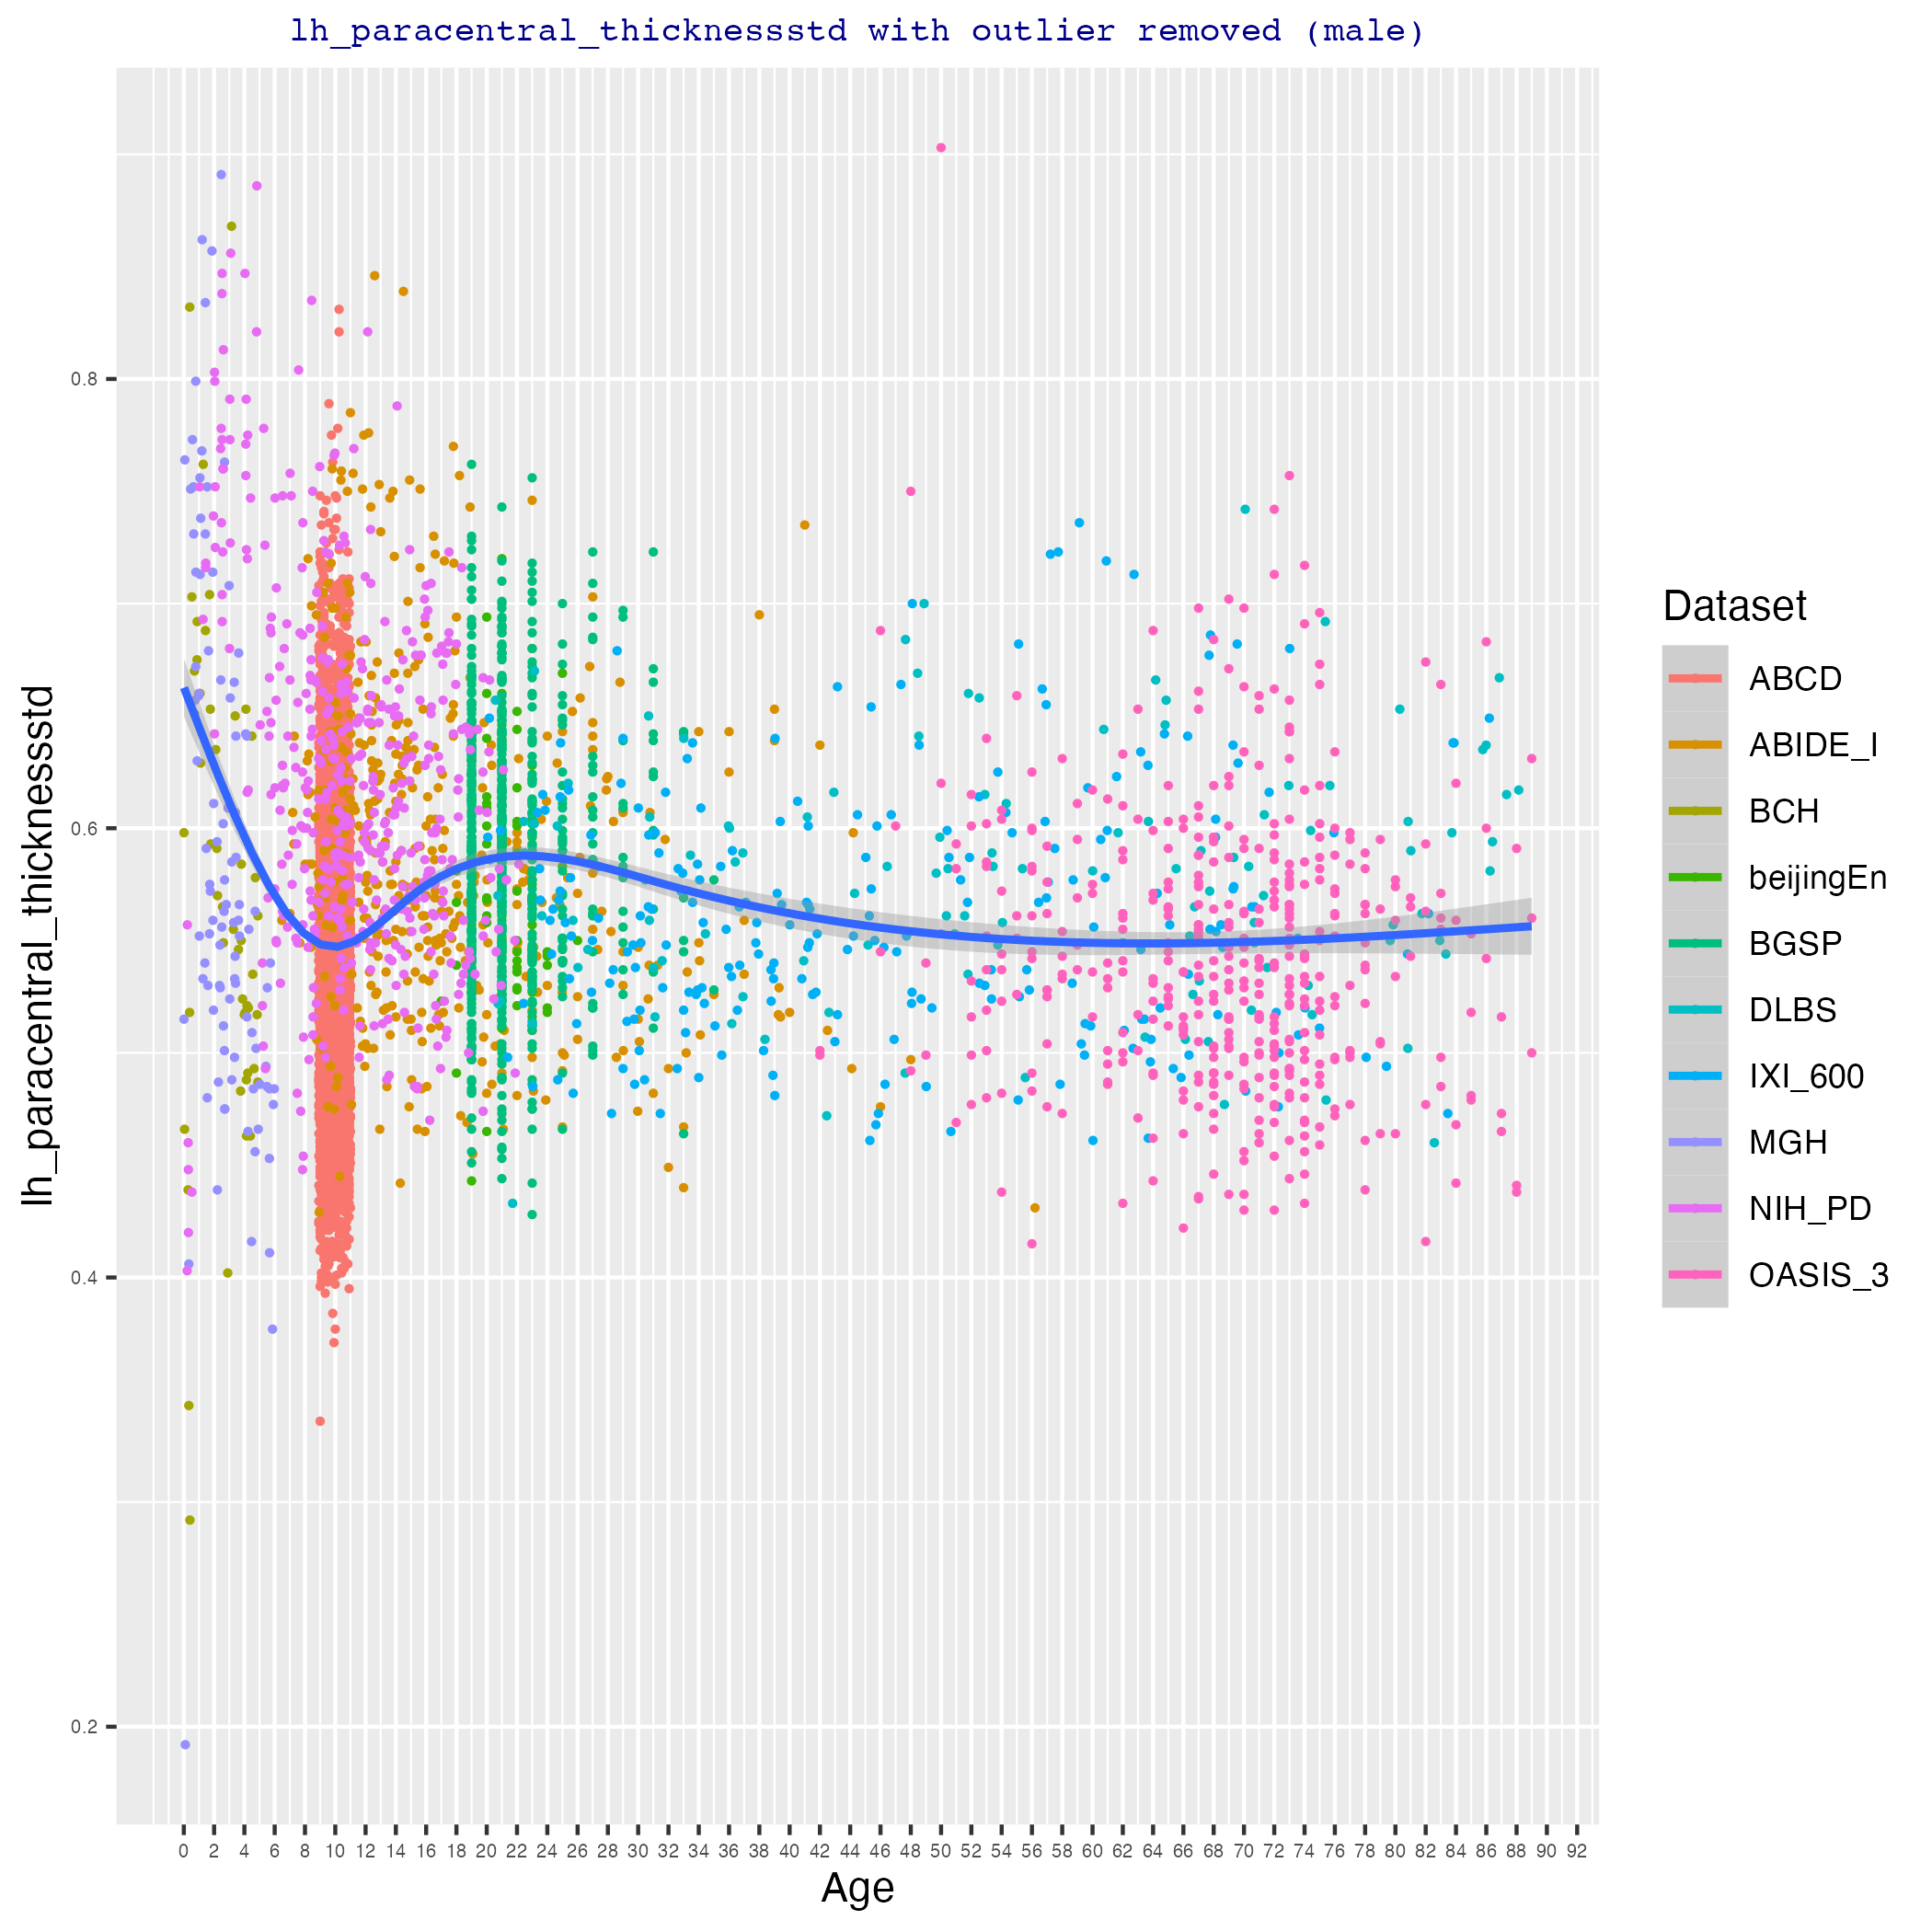 lh_paracentral_thicknessstd with outlier removed (male)
lh_paracentral_thicknessstd
0.8
0.6
0.4
0.2
0 2 4 6 8 10 12 14 16 18 20 22 24 26 28 30 32 34 36 38 40 42 44 46 48 50 52 54 56 58 60 62 64 66 68 70 72 74 76 78 80 82 84 86 88 90 92
Age
Dataset
ABCD
ABIDE_I
BCH
beijingEn
BGSP
DLBS
IXI_600
MGH
NIH_PD
OASIS_3